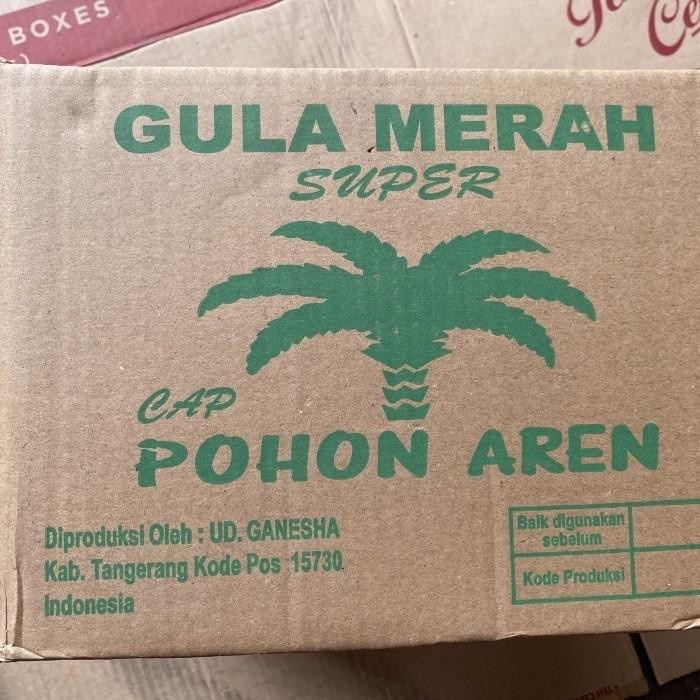 BOXES
GULA MERAH
SUPER
CAP
POHON AREN
Diproduksi Oleh : UD. GANESHA
Kab. Tangerang Kode Pos 15730
Indonesia
Baik digunakan
sebelum
Kode Produksi